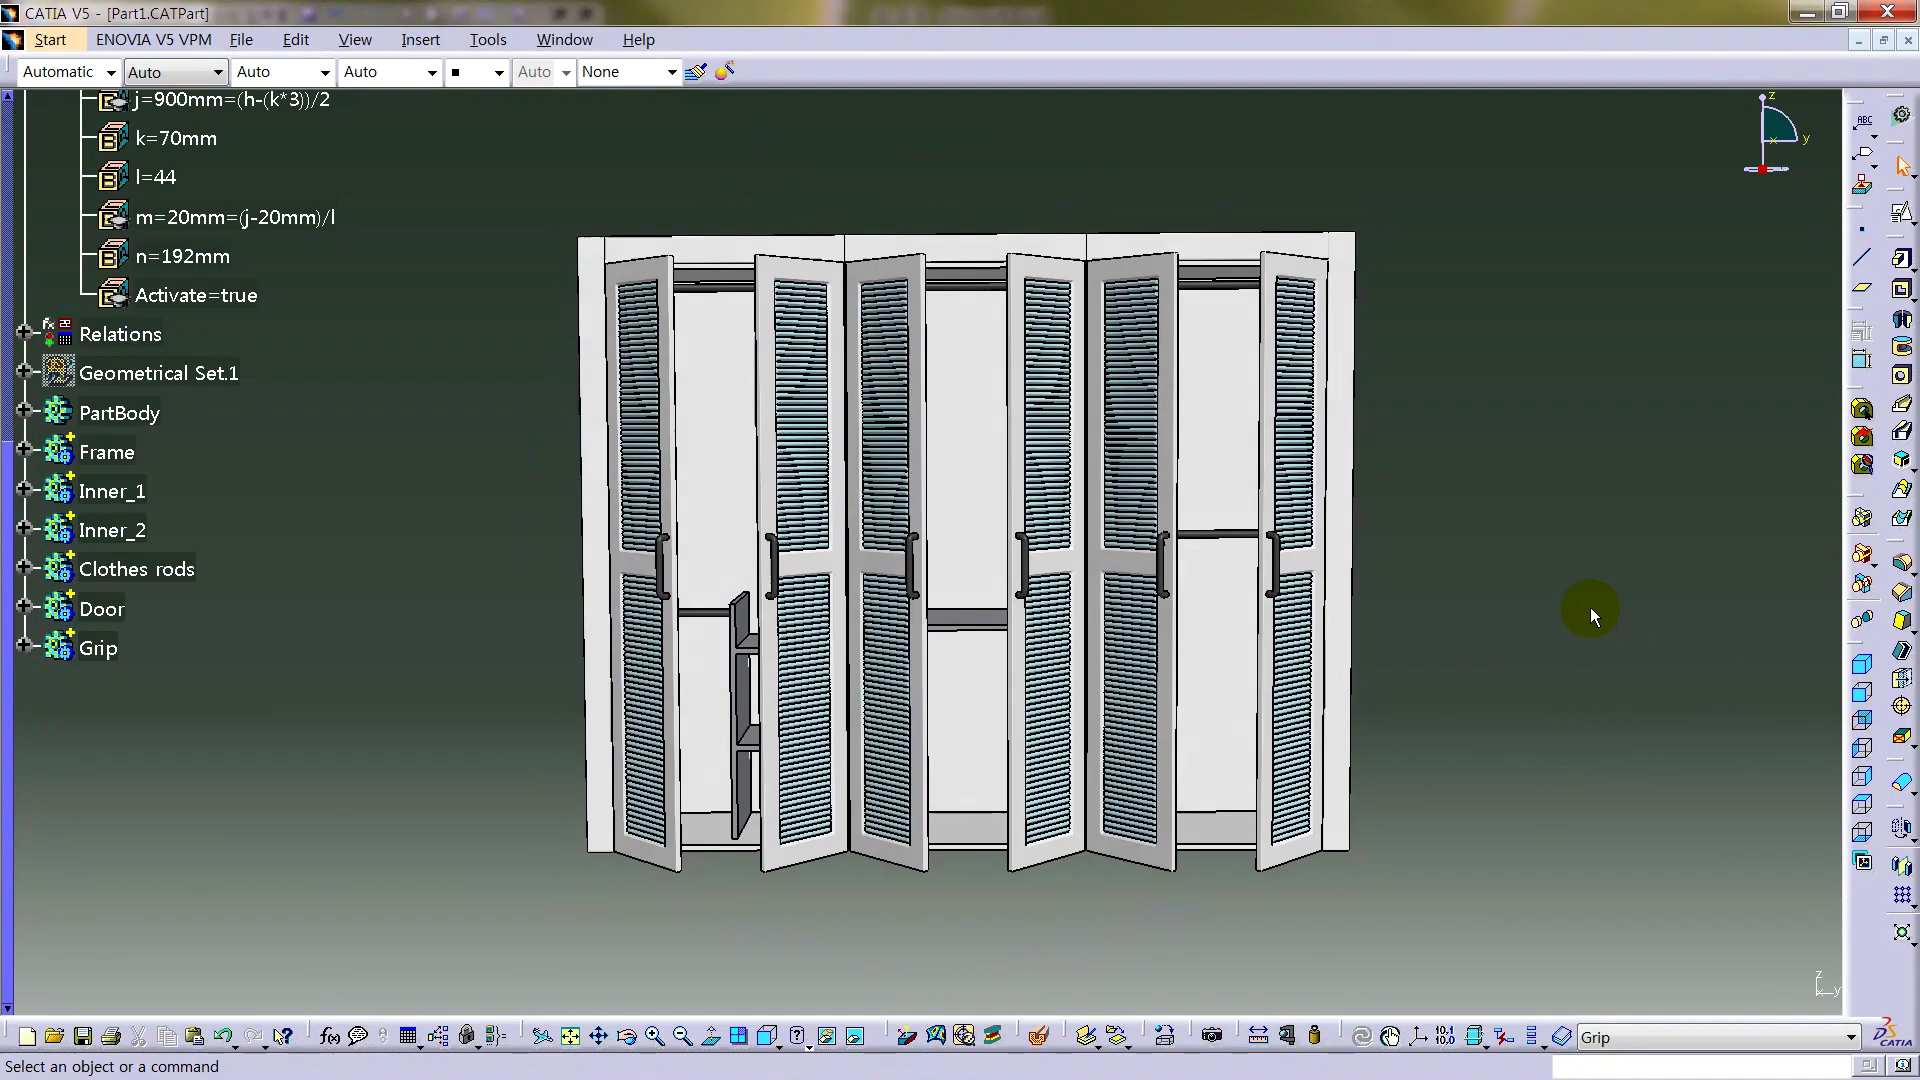 CATIA V5 - [Part1.CATPart]
Start ENOVIA V5 VPM File Edit View Insert Tools Window Help
Automatic Auto Auto Auto Auto None
j=900mm=(h-(k*3))/2
k=70mm
l=44
m=20mm=(j-20mm)/l
n=192mm
Activate=true
Relations
Geometrical Set.1
PartBody
Frame
Inner_1
Inner_2
Clothes rods
Door
Grip
z
y
x
ABC
z
y
Grip
CATIA
Select an object or a command